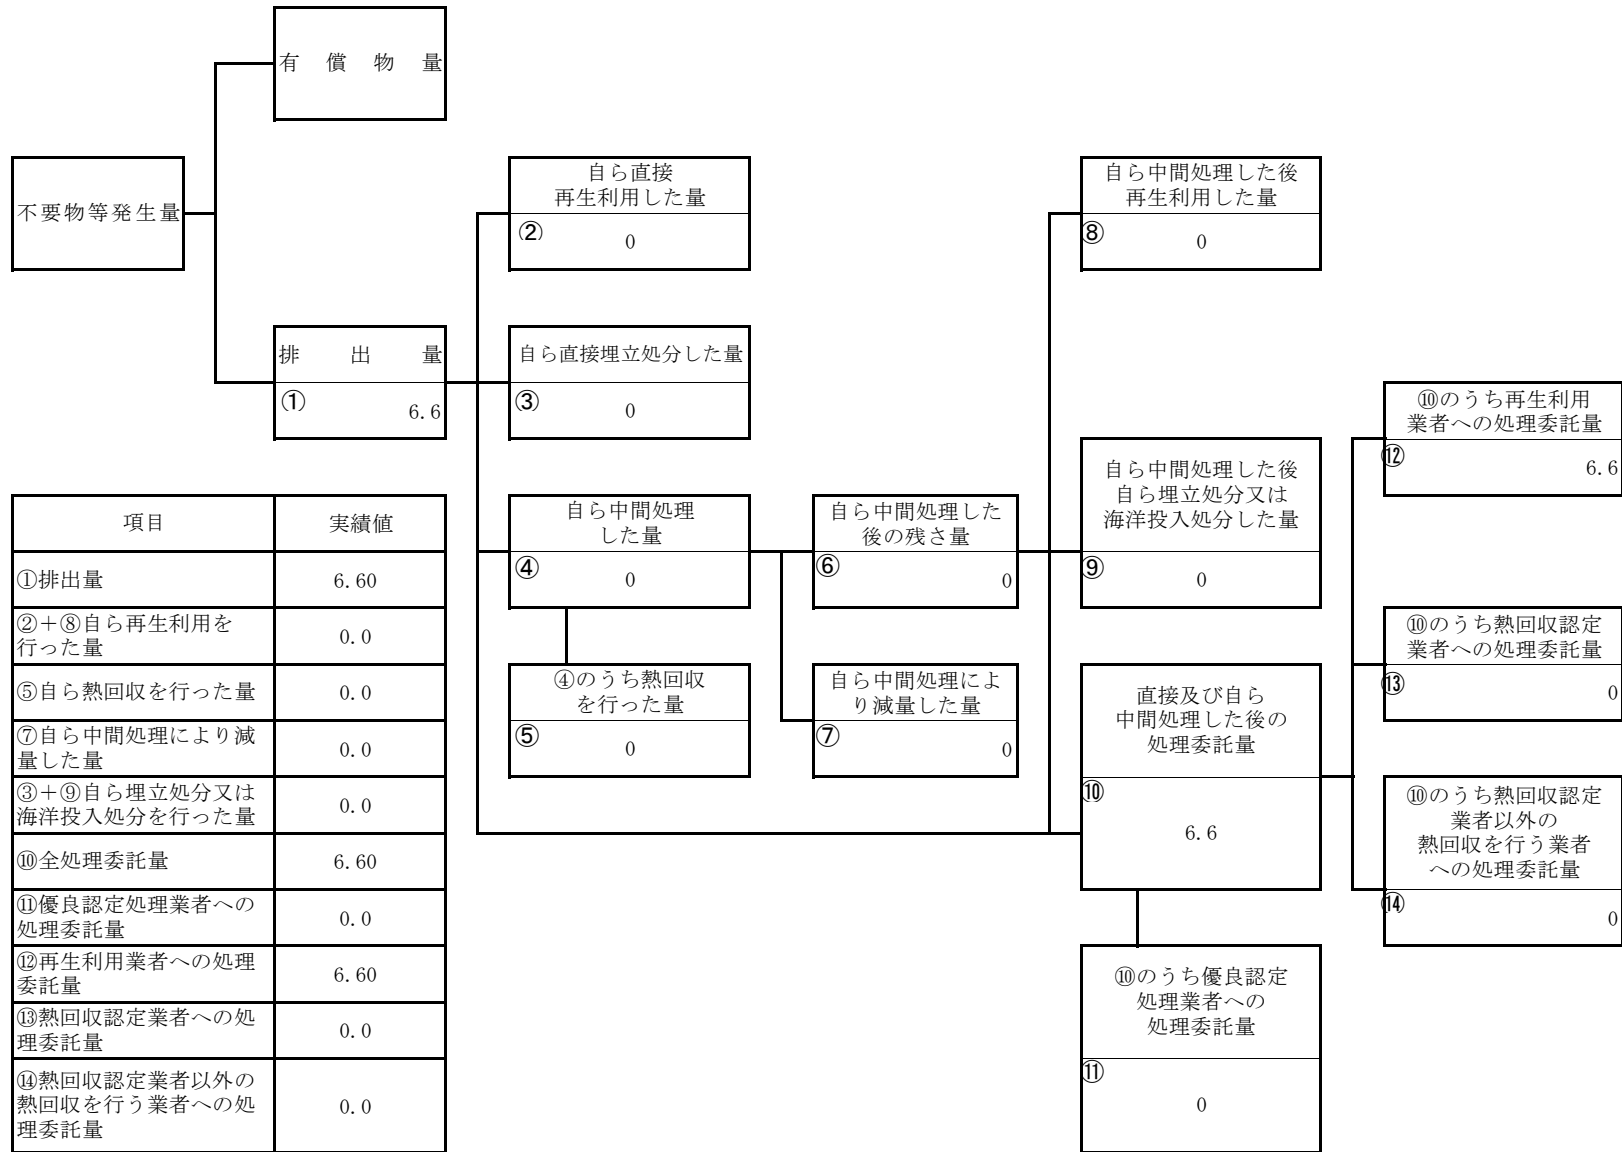 有償物量
不要物等発生量
排出量
①
6.6
自ら直接
再生利用した量
②
0
自ら直接埋立処分した量
③
0
自ら中間処理
した量
④
0
④のうち熱回収
を行った量
⑤
0
自ら中間処理した
後の残さ量
⑥
0
自ら中間処理によ
り減量した量
⑦
0
自ら中間処理した後
再生利用した量
⑧
0
自ら中間処理した後
自ら埋立処分又は
海洋投入処分した量
⑨
0
直接及び自ら
中間処理した後の
処理委託量
⑩
6.6
⑩のうち優良認定
処理業者への
処理委託量
⑪
0
⑩のうち再生利用
業者への処理委託量
⑫
6.6
⑩のうち熱回収認定
業者への処理委託量
⑬
0
⑩のうち熱回収認定
業者以外の
熱回収を行う業者
への処理委託量
⑭
0
項目 実績値
①排出量 6.60
②+⑧自ら再生利用を
行った量 0.0
⑤自ら熱回収を行った量 0.0
⑦自ら中間処理により減
量した量 0.0
③+⑨自ら埋立処分又は
海洋投入処分を行った量 0.0
⑩全処理委託量 6.60
⑪優良認定処理業者への
処理委託量 0.0
⑫再生利用業者への処理
委託量 6.60
⑬熱回収認定業者への処
理委託量 0.0
⑭熱回収認定業者以外の
熱回収を行う業者への処
理委託量 0.0